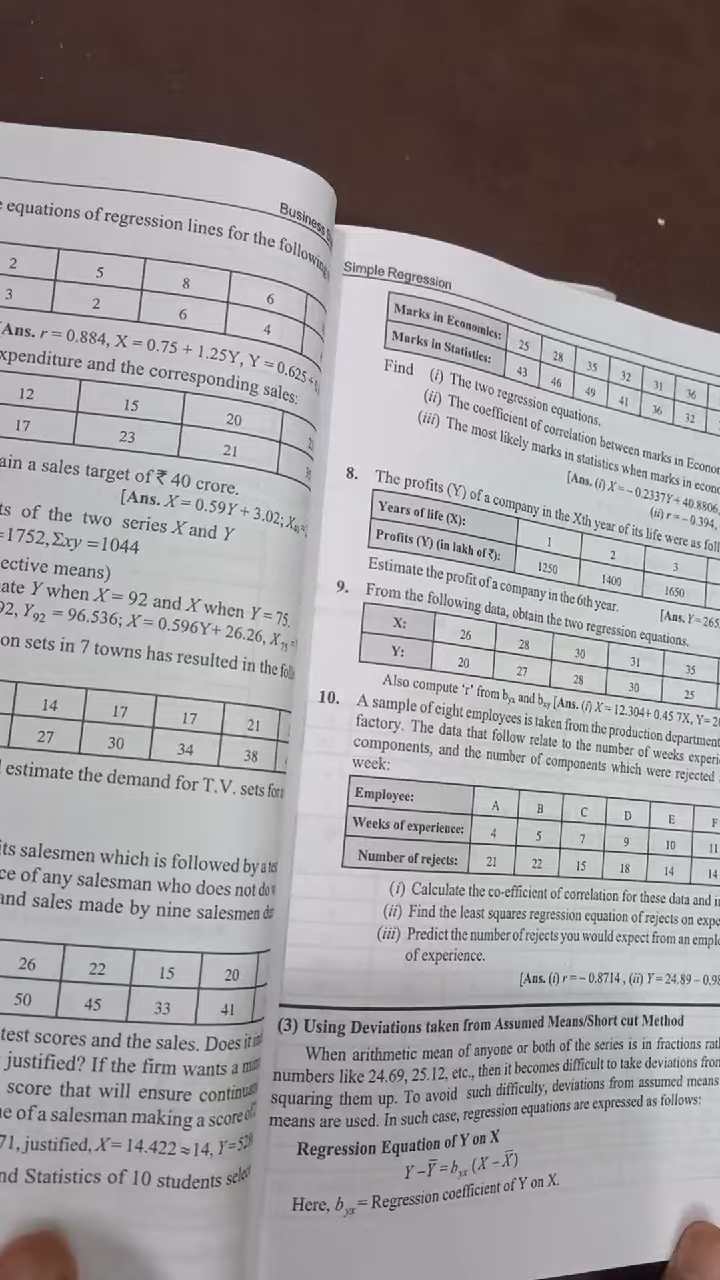 Business
equations of regression lines for the following
2 5 8 6
3 2 6 4
[Ans. r = 0.884, X = 0.75 + 1.25Y, Y = 0.625 +
xpenditure and the corresponding sales:
12 15 20
17 23 21
ain a sales target of ₹ 40 crore.
[Ans. X = 0.59Y + 3.02;
ts of the two series X and Y
=1752, Σxy = 1044
ective means)
ate Y when X = 92 and X when Y = 75.
92, Y₉₂ = 96.536; X = 0.596Y + 26.26, X₇₅ =
on sets in 7 towns has resulted in the
14 17 17 21
27 30 34 38
estimate the demand for T.V. sets for
its salesmen which is followed by a
ce of any salesman who does not
and sales made by nine salesmen
26 22 15 20
50 45 33 41
test scores and the sales. Does it
justified? If the firm wants a
score that will ensure
e of a salesman making a score
71, justified, X = 14.422 ≈ 14,
nd Statistics of 10 students
Simple Regression
Marks in Economics: 25 28 35 32 31 36
Marks in Statistics: 43 46 49 41 36 32
Find (i) The two regression equations.
(ii) The coefficient of correlation between marks in Econo
(iii) The most likely marks in statistics when marks in econo
[Ans. (i) X = − 0.2337Y + 40.8806,
(ii) r = − 0.394,
8. The profits (Y) of a company in the Xth year of its life were as foll
Years of life (X): 1 2 3
Profits (Y) (in lakh of ₹): 1250 1400 1650
Estimate the profit of a company in the 6th year.
[Ans. Y = 265
9. From the following data, obtain the two regression equations.
X: 26 28 30 31 35
Y: 20 27 28 30 25
Also compute 'r' from bᵧₓ and bₓᵧ [Ans. (i) X = 12.304 + 0.45 7X, Y = 2
10. A sample of eight employees is taken from the production department
factory. The data that follow relate to the number of weeks experi
components, and the number of components which were rejected
week:
Employee: A B C D E F
Weeks of experience: 4 5 7 9 10 11
Number of rejects: 21 22 15 18 14 14
(i) Calculate the co-efficient of correlation for these data and i
(ii) Find the least squares regression equation of rejects on expe
(iii) Predict the number of rejects you would expect from an emplo
of experience.
[Ans. (i) r = − 0.8714, (ii) Y = 24.89 − 0.98
(3) Using Deviations taken from Assumed Means/Short cut Method
When arithmetic mean of anyone or both of the series is in fractions rat
numbers like 24.69, 25.12, etc., then it becomes difficult to take deviations from
squaring them up. To avoid such difficulty, deviations from assumed means
means are used. In such case, regression equations are expressed as follows:
Regression Equation of Y on X
Y − Y̅ = bᵧₓ (X − X̅)
Here, bᵧₓ = Regression coefficient of Y on X.